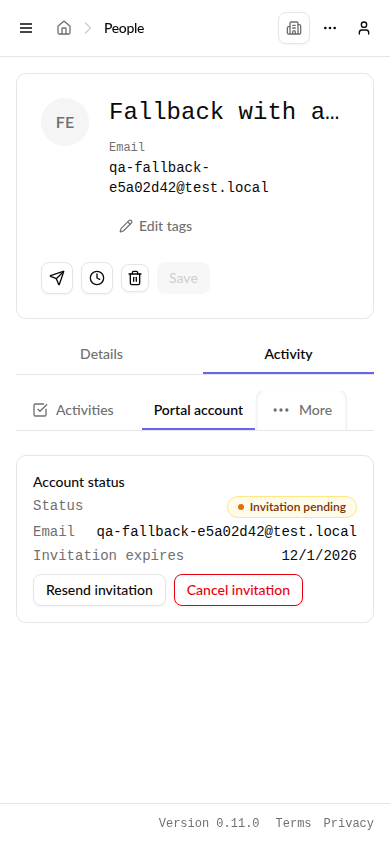 People
FE
Fallback with a…
Email
qa-fallback-
e5a02d42@test.local
Edit tags
Save
Details
Activity
Activities
Portal account
More
Account status
Status
Invitation pending
Email
qa-fallback-e5a02d42@test.local
Invitation expires
12/1/2026
Resend invitation
Cancel invitation
Version 0.11.0
Terms
Privacy